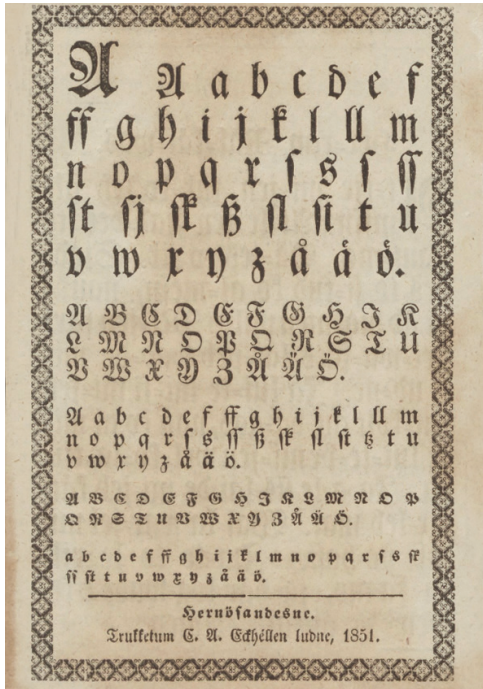 A A a b c d e f
ff g h i j k l ll m
n o p q r ſ s ſ ſſ
ſt ſj ſk ß ſl ſi t u
v w x y z å ä ö.
A B C D E F G H I K
L M N O P Q R S T U
V W X Y Z Å Ä Ö.
A a b c d e f ff g h i j k l ll m
n o p q r ſ s ſſ ß ſk ſl ſt tz t u
v w x y z å ä ö.
A B C D E F G H I K L M N O P
Q R S T U V W X Y Z Å Ä Ö.
a b c d e f ff g h i j k l m n o p q r ſ s ſk
ſſ ſt t u v w x y z å ä ö.
Hernöſandesne.
Trukketum C. A. Eckhéllen ludne, 1851.